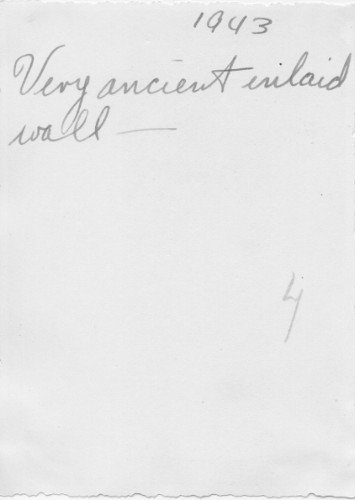 1943
Very ancient inlaid
wall —
4